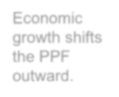 Economic
growth shifts
the PPF
outward.